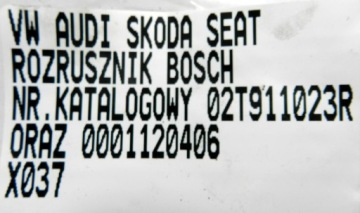 VW AUDI SKODA SEAT
ROZRUSZNIK BOSCH
NR.KATALOGOWY 02T911023R
ORAZ 0001120406
X037